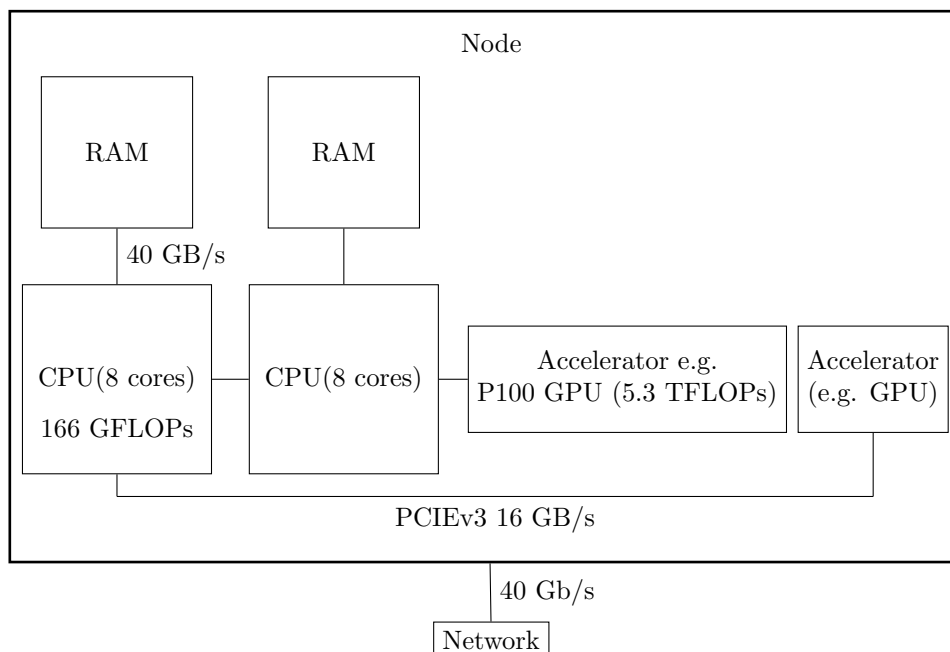 Node
RAM
RAM
40 GB/s
CPU(8 cores)
166 GFLOPs
CPU(8 cores)
Accelerator e.g.
P100 GPU (5.3 TFLOPs)
Accelerator
(e.g. GPU)
PCIEv3 16 GB/s
40 Gb/s
Network